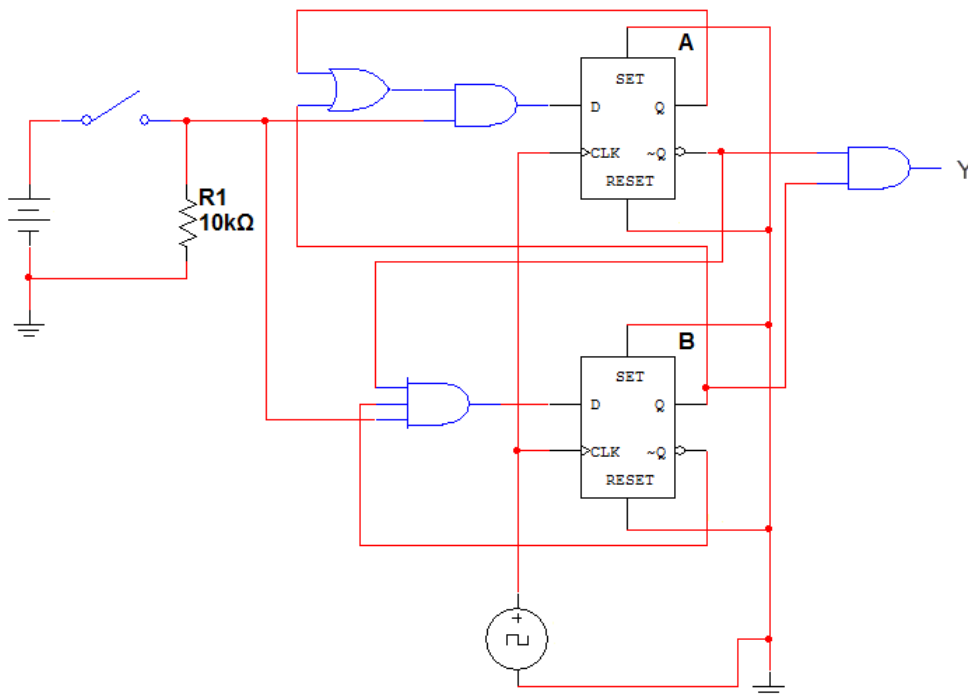 A
SET
D
Q
CLK
~Q
RESET
Y
R1
10kΩ
B
SET
D
Q
CLK
~Q
RESET
+